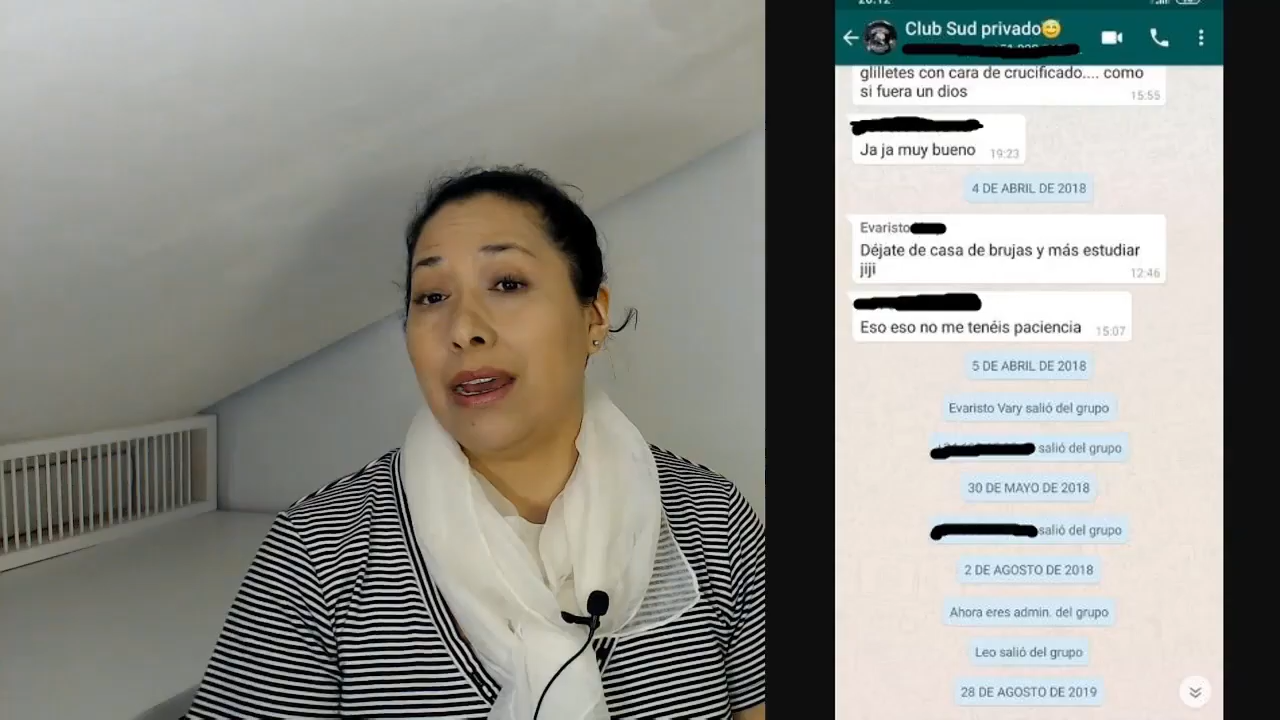 20:12
Club Sud privado😅
glilletes con cara de crucificado.... como
si fuera un dios
15:55
Ja ja muy bueno
19:23
4 DE ABRIL DE 2018
Evaristo
Déjate de casa de brujas y más estudiar
jiji
12:46
Eso eso no me tenéis paciencia
15:07
5 DE ABRIL DE 2018
Evaristo Vary salió del grupo
salió del grupo
30 DE MAYO DE 2018
salió del grupo
2 DE AGOSTO DE 2018
Ahora eres admin. del grupo
Leo salió del grupo
28 DE AGOSTO DE 2019